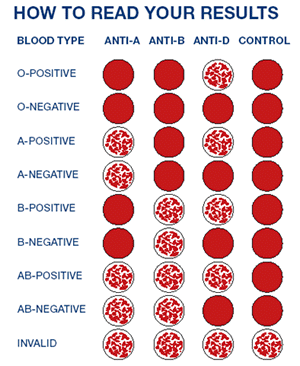 HOW TO READ YOUR RESULTS
BLOOD TYPE ANTI-A ANTI-B ANTI-D CONTROL
O-POSITIVE
O-NEGATIVE
A-POSITIVE
A-NEGATIVE
B-POSITIVE
B-NEGATIVE
AB-POSITIVE
AB-NEGATIVE
INVALID